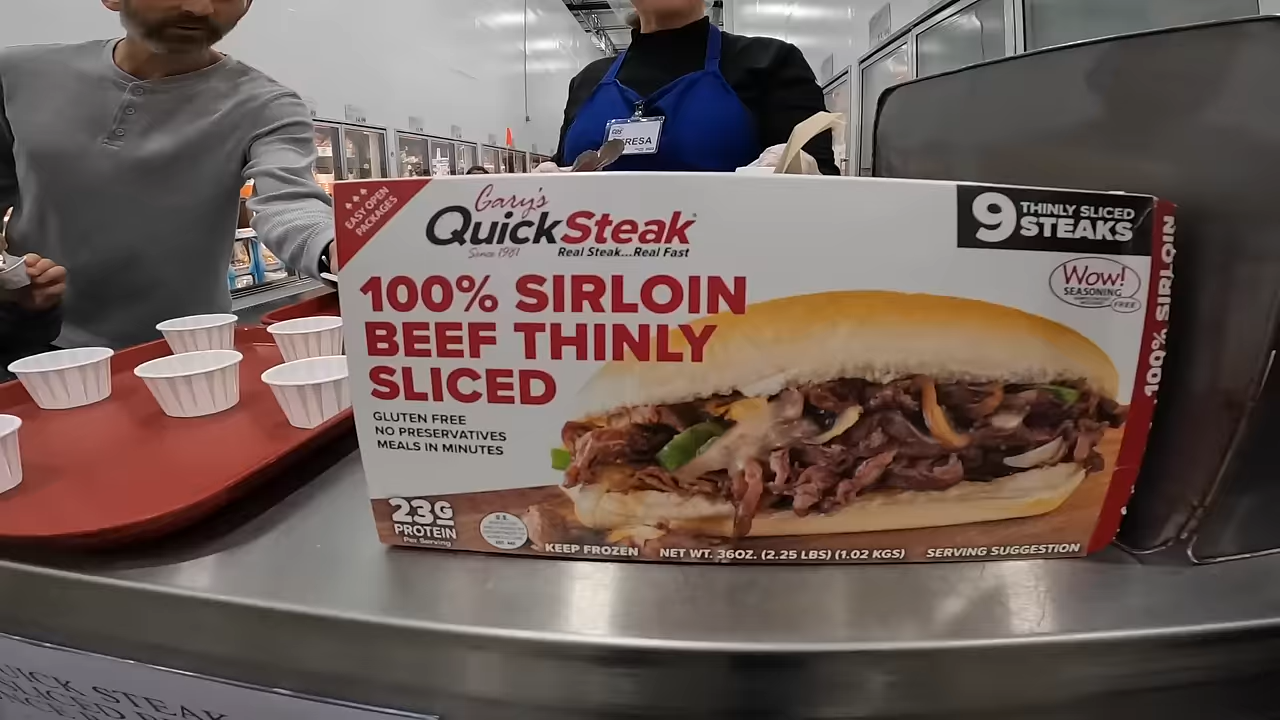 ERESA
EASY OPEN
PACKAGES
Gary's
QuickSteak
Since 1981
Real Steak...Real Fast
9 THINLY SLICED
STEAKS
Wow!
SEASONING
FREE
100% SIRLOIN
BEEF THINLY
SLICED
GLUTEN FREE
NO PRESERVATIVES
MEALS IN MINUTES
23G
PROTEIN
Per Serving
KEEP FROZEN
NET WT. 36OZ. (2.25 LBS) (1.02 KGS)
SERVING SUGGESTION
100% SIRLOIN
QUICK STEAK
SLICED